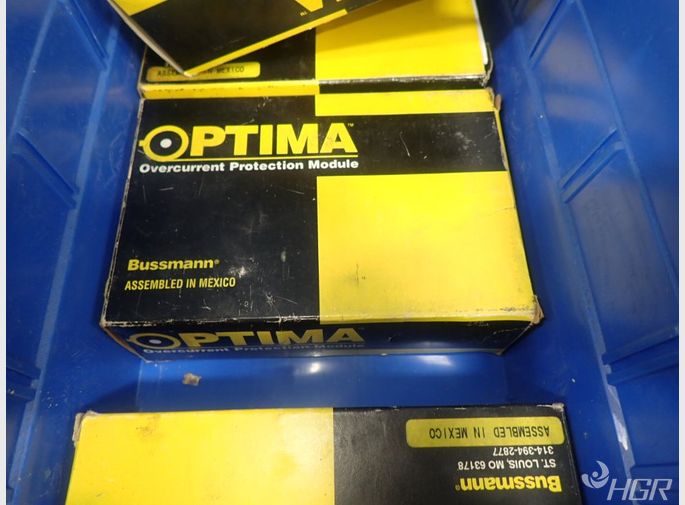 ASSEMBLED IN MEXICO
OPTIMA™
Overcurrent Protection Module
Bussmann®
ASSEMBLED IN MEXICO
OPTIMA
Overcurrent Protection Module
ASSEMBLED IN MEXICO
314-394-2877
ST. LOUIS, MO 63178
Bussmann®
HGR